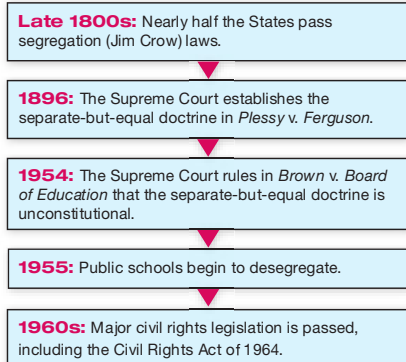 Late 1800s: Nearly half the States pass
segregation (Jim Crow) laws.
1896: The Supreme Court establishes the
separate-but-equal doctrine in Plessy v. Ferguson.
1954: The Supreme Court rules in Brown v. Board
of Education that the separate-but-equal doctrine is
unconstitutional.
1955: Public schools begin to desegregate.
1960s: Major civil rights legislation is passed,
including the Civil Rights Act of 1964.